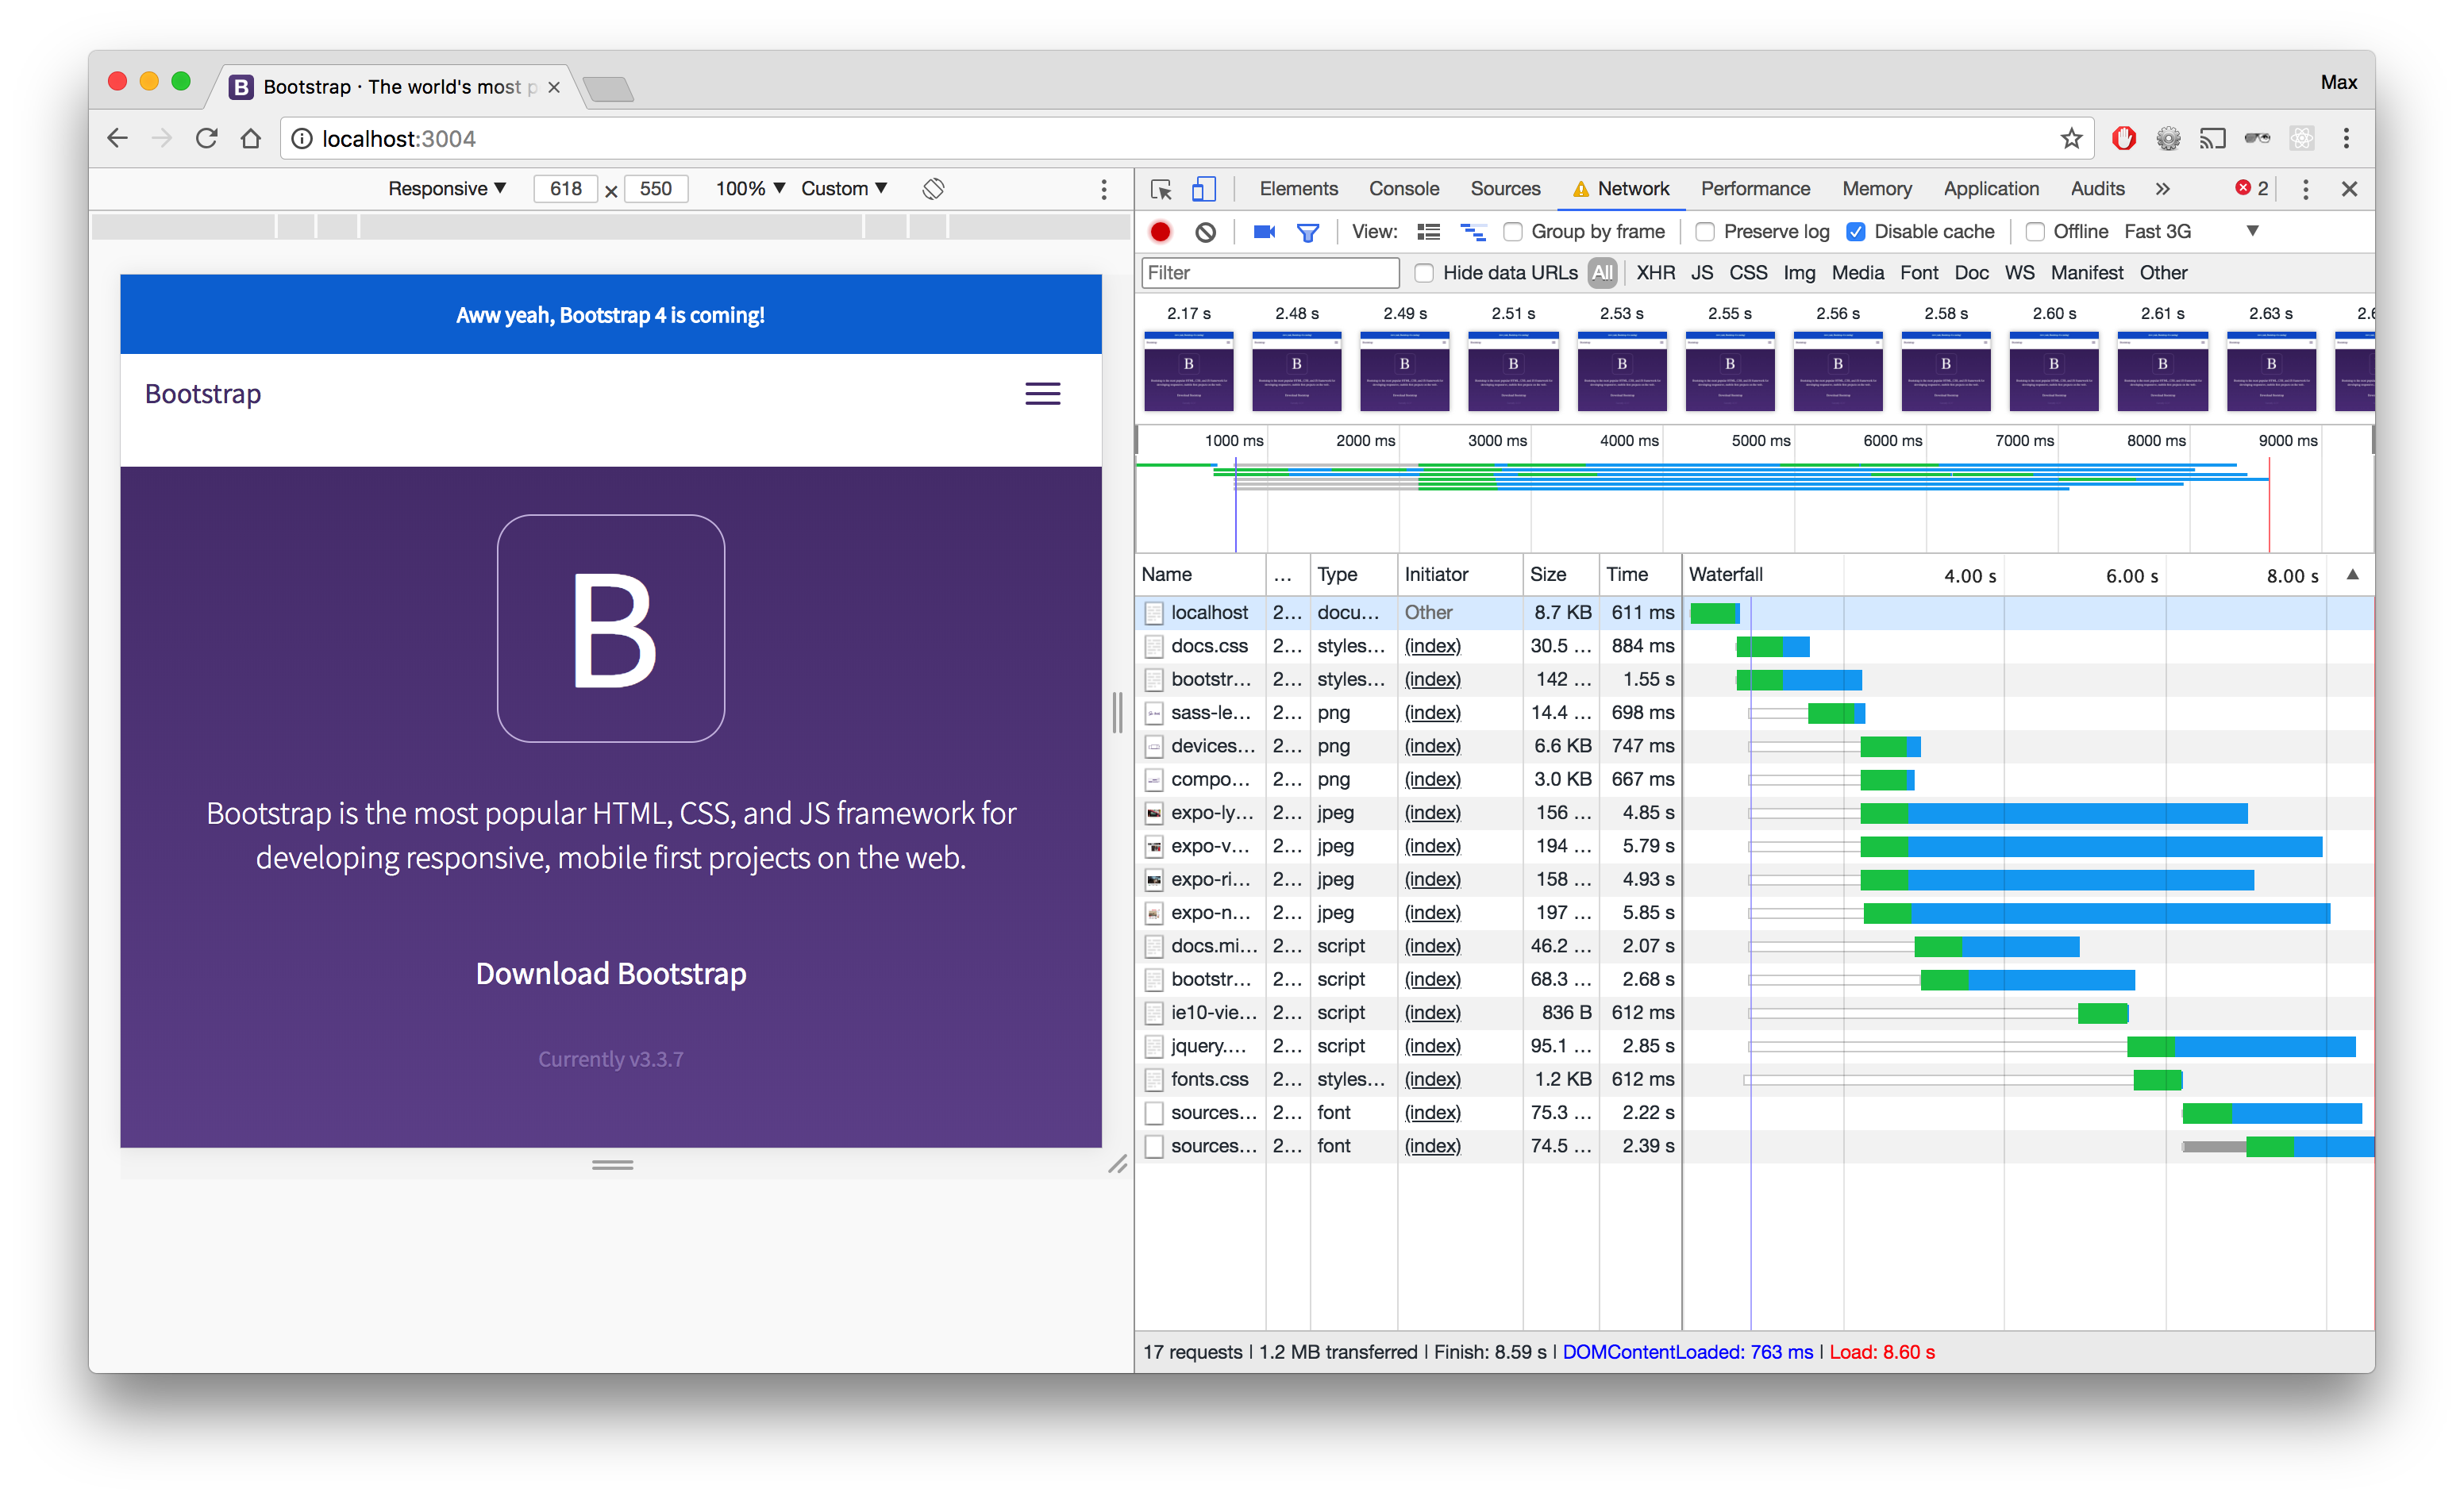 Bootstrap · The world's most p
Max
localhost:3004
Responsive ▼ 618 × 550 100% ▼ Custom ▼
Elements Console Sources Network Performance Memory Application Audits » 2
View: Group by frame Preserve log Disable cache Offline Fast 3G ▼
Filter Hide data URLs All XHR JS CSS Img Media Font Doc WS Manifest Other
2.17 s 2.48 s 2.49 s 2.51 s 2.53 s 2.55 s 2.56 s 2.58 s 2.60 s 2.61 s 2.63 s
1000 ms 2000 ms 3000 ms 4000 ms 5000 ms 6000 ms 7000 ms 8000 ms 9000 ms
Aww yeah, Bootstrap 4 is coming!
Bootstrap
B
Bootstrap is the most popular HTML, CSS, and JS framework for
developing responsive, mobile first projects on the web.
Download Bootstrap
Currently v3.3.7
Name ... Type Initiator Size Time Waterfall 4.00 s 6.00 s 8.00 s ▲
localhost 2... docu... Other 8.7 KB 611 ms
docs.css 2... styles... (index) 30.5 ... 884 ms
bootstr... 2... styles... (index) 142 ... 1.55 s
sass-le... 2... png (index) 14.4 ... 698 ms
devices... 2... png (index) 6.6 KB 747 ms
compo... 2... png (index) 3.0 KB 667 ms
expo-ly... 2... jpeg (index) 156 ... 4.85 s
expo-v... 2... jpeg (index) 194 ... 5.79 s
expo-ri... 2... jpeg (index) 158 ... 4.93 s
expo-n... 2... jpeg (index) 197 ... 5.85 s
docs.mi... 2... script (index) 46.2 ... 2.07 s
bootstr... 2... script (index) 68.3 ... 2.68 s
ie10-vie... 2... script (index) 836 B 612 ms
jquery.... 2... script (index) 95.1 ... 2.85 s
fonts.css 2... styles... (index) 1.2 KB 612 ms
sources... 2... font (index) 75.3 ... 2.22 s
sources... 2... font (index) 74.5 ... 2.39 s
17 requests | 1.2 MB transferred | Finish: 8.59 s | DOMContentLoaded: 763 ms | Load: 8.60 s